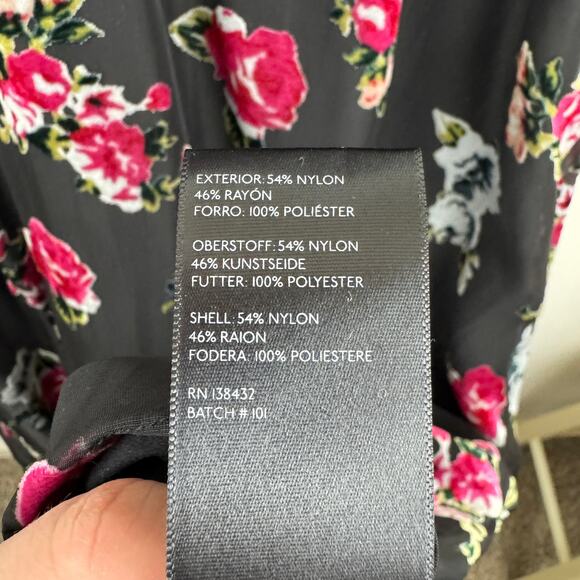 EXTERIOR: 54% NYLON
46% RAYÓN
FORRO: 100% POLIÉSTER
OBERSTOFF: 54% NYLON
46% KUNSTSEIDE
FUTTER: 100% POLYESTER
SHELL: 54% NYLON
46% RAION
FODERA: 100% POLIESTERE
RN 138432
BATCH # 101